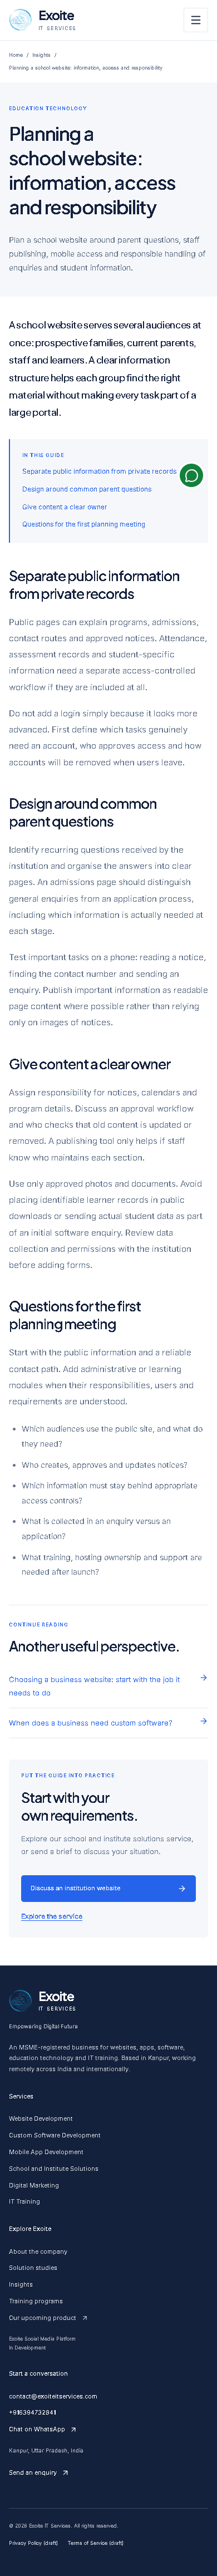 Exoite
IT SERVICES
Home / Insights /
Planning a school website: information, access and responsibility
EDUCATION TECHNOLOGY
Planning a
school website:
information, access
and responsibility
Plan a school website around parent questions, staff
publishing, mobile access and responsible handling of
enquiries and student information.
A school website serves several audiences at
once: prospective families, current parents,
staff and learners. A clear information
structure helps each group find the right
material without making every task part of a
large portal.
IN THIS GUIDE
Separate public information from private records
Design around common parent questions
Give content a clear owner
Questions for the first planning meeting
Separate public information
from private records
Public pages can explain programs, admissions,
contact routes and approved notices. Attendance,
assessment records and student-specific
information need a separate access-controlled
workflow if they are included at all.
Do not add a login simply because it looks more
advanced. First define which tasks genuinely
need an account, who approves access and how
accounts will be removed when users leave.
Design around common
parent questions
Identify recurring questions received by the
institution and organise the answers into clear
pages. An admissions page should distinguish
general enquiries from an application process,
including which information is actually needed at
each stage.
Test important tasks on a phone: reading a notice,
finding the contact number and sending an
enquiry. Publish important information as readable
page content where possible rather than relying
only on images of notices.
Give content a clear owner
Assign responsibility for notices, calendars and
program details. Discuss an approval workflow
and who checks that old content is updated or
removed. A publishing tool only helps if staff
know who maintains each section.
Use only approved photos and documents. Avoid
placing identifiable learner records in public
downloads or sending actual student data as part
of an initial software enquiry. Review data
collection and permissions with the institution
before adding forms.
Questions for the first
planning meeting
Start with the public information and a reliable
contact path. Add administrative or learning
modules when their responsibilities, users and
requirements are understood.
Which audiences use the public site, and what do
they need?
Who creates, approves and updates notices?
Which information must stay behind appropriate
access controls?
What is collected in an enquiry versus an
application?
What training, hosting ownership and support are
needed after launch?
CONTINUE READING
Another useful perspective.
Choosing a business website: start with the job it
needs to do
When does a business need custom software?
PUT THE GUIDE INTO PRACTICE
Start with your
own requirements.
Explore our school and institute solutions service,
or send a brief to discuss your situation.
Discuss an institution website
Explore the service
Exoite
IT SERVICES
Empowering Digital Future
An MSME-registered business for websites, apps, software,
education technology and IT training. Based in Kanpur, working
remotely across India and internationally.
Services
Website Development
Custom Software Development
Mobile App Development
School and Institute Solutions
Digital Marketing
IT Training
Explore Exoite
About the company
Solution studies
Insights
Training programs
Our upcoming product
Exoite Social Media Platform
In Development
Start a conversation
contact@exoiteitservices.com
+916394732841
Chat on WhatsApp
Kanpur, Uttar Pradesh, India
Send an enquiry
© 2026 Exoite IT Services. All rights reserved.
Privacy Policy (draft) Terms of Service (draft)